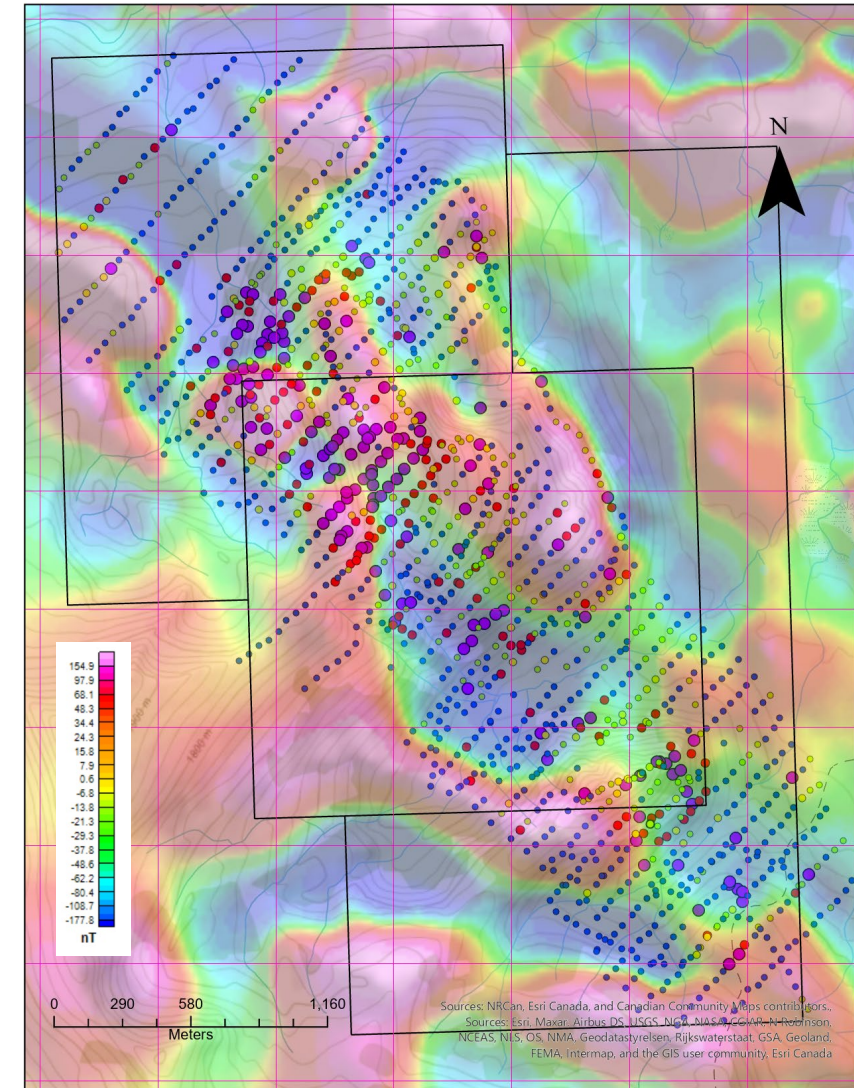 N
154.9
97.9
68.1
48.3
34.4
24.3
15.8
7.9
0.6
-6.8
-13.8
-21.3
-29.3
-37.8
-48.6
-62.2
-80.4
-108.7
-177.8
nT
1800 m
0 290 580 1,160
Meters
Sources: NRCan, Esri Canada, and Canadian Community Maps contributors.,
Sources: Esri, Maxar, Airbus DS, USGS, NGA, NASA, CGIAR, N Robinson,
NCEAS, NLS, OS, NMA, Geodatastyrelsen, Rijkswaterstaat, GSA, Geoland,
FEMA, Intermap, and the GIS user community, Esri Canada